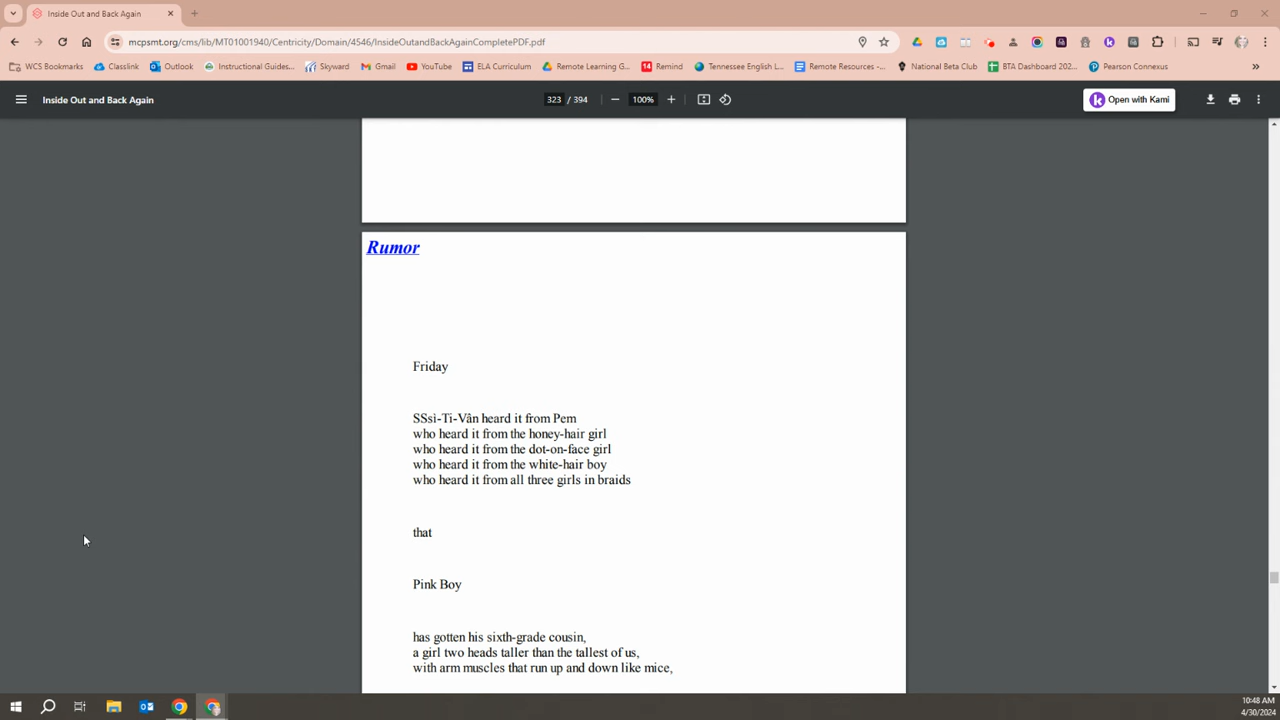 Inside Out and Back Again
mcpsmt.org/cms/lib/MT01001940/Centricity/Domain/4546/InsideOutandBackAgainCompletePDF.pdf
WCS Bookmarks
Classlink
Outlook
Instructional Guides...
Skyward
Gmail
YouTube
ELA Curriculum
Remote Learning G...
14 Remind
Tennessee English L...
Remote Resources -...
National Beta Club
BTA Dashboard 202...
Pearson Connexus
Inside Out and Back Again
323 / 394
100%
Open with Kami
Rumor
Friday
SSsì-Ti-Vân heard it from Pem
who heard it from the honey-hair girl
who heard it from the dot-on-face girl
who heard it from the white-hair boy
who heard it from all three girls in braids
that
Pink Boy
has gotten his sixth-grade cousin,
a girl two heads taller than the tallest of us,
with arm muscles that run up and down like mice,
10:48 AM
4/30/2024